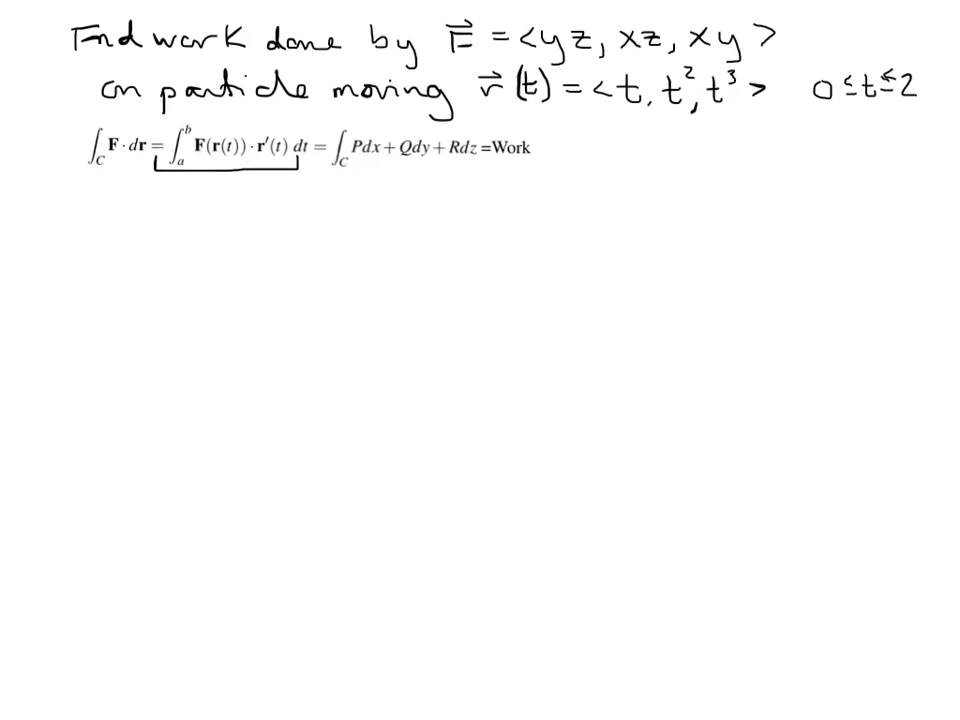 Find work done by F⃗ = <yz, xz, xy>
on particle moving r⃗(t) = <t, t², t³> 0 ≤ t ≤ 2
∫_C F · dr = ∫_a^b F(r(t)) · r′(t) dt = ∫_C Pdx + Qdy + Rdz =Work